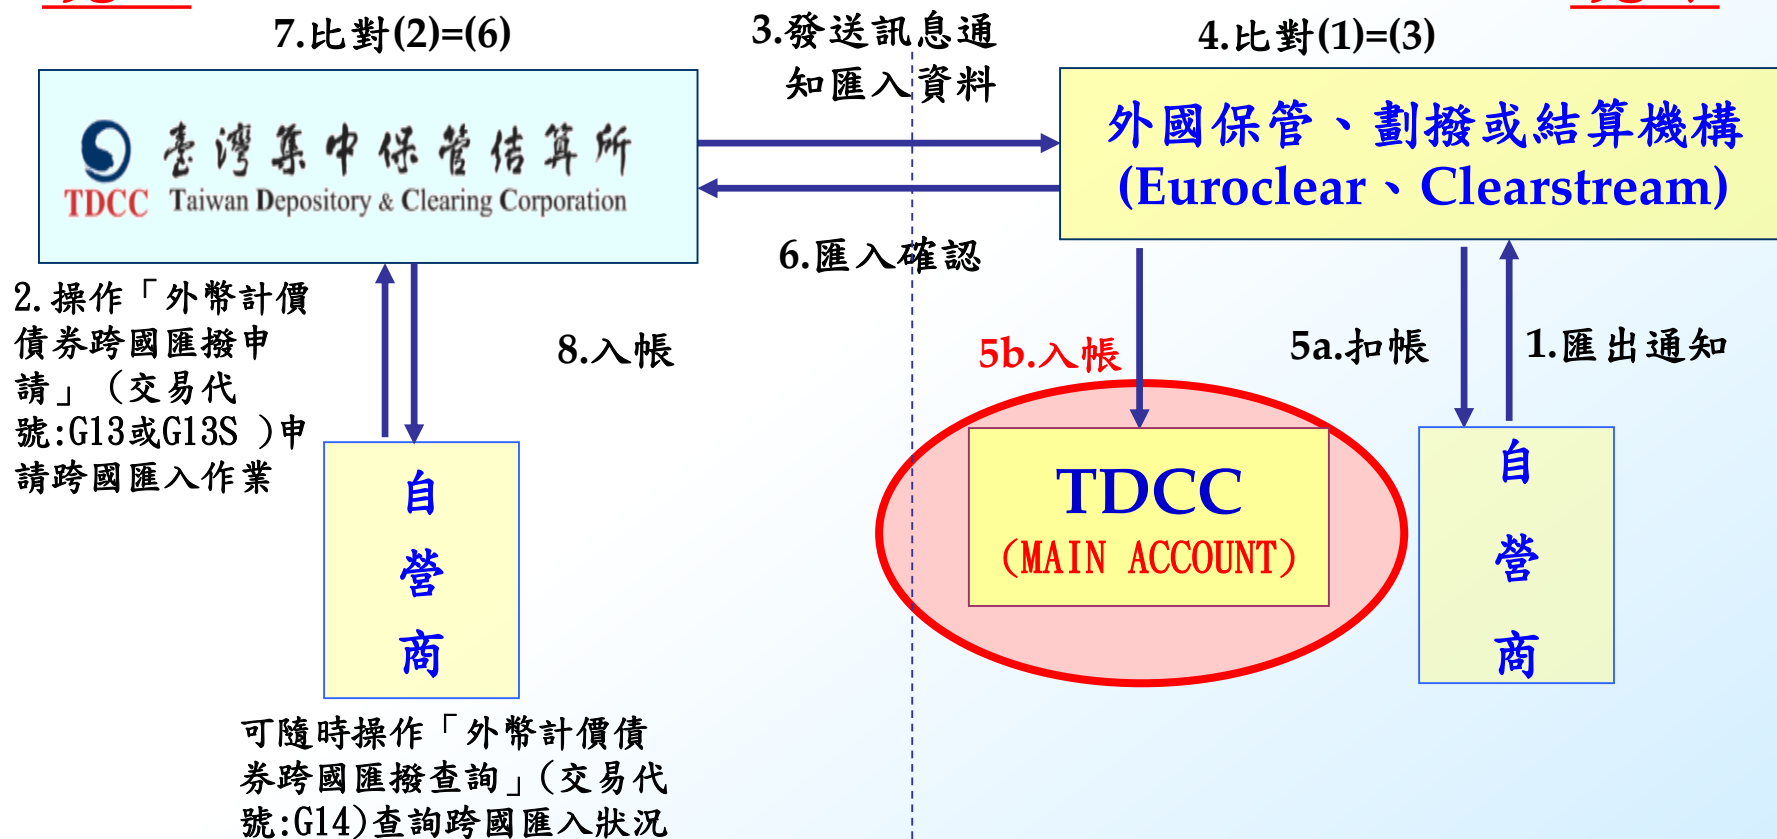 7.比對(2)=(6)
3.發送訊息通
知匯入資料
4.比對(1)=(3)
臺灣集中保管結算所
TDCC Taiwan Depository & Clearing Corporation
外國保管、劃撥或結算機構
(Euroclear、Clearstream)
6.匯入確認
2.操作「外幣計價
債券跨國匯撥申
請」（交易代
號:G13或G13S )申
請跨國匯入作業
8.入帳
5b.入帳
5a.扣帳
1.匯出通知
自
營
商
TDCC
(MAIN ACCOUNT)
自
營
商
可隨時操作「外幣計價債
券跨國匯撥查詢」(交易代
號:G14)查詢跨國匯入狀況